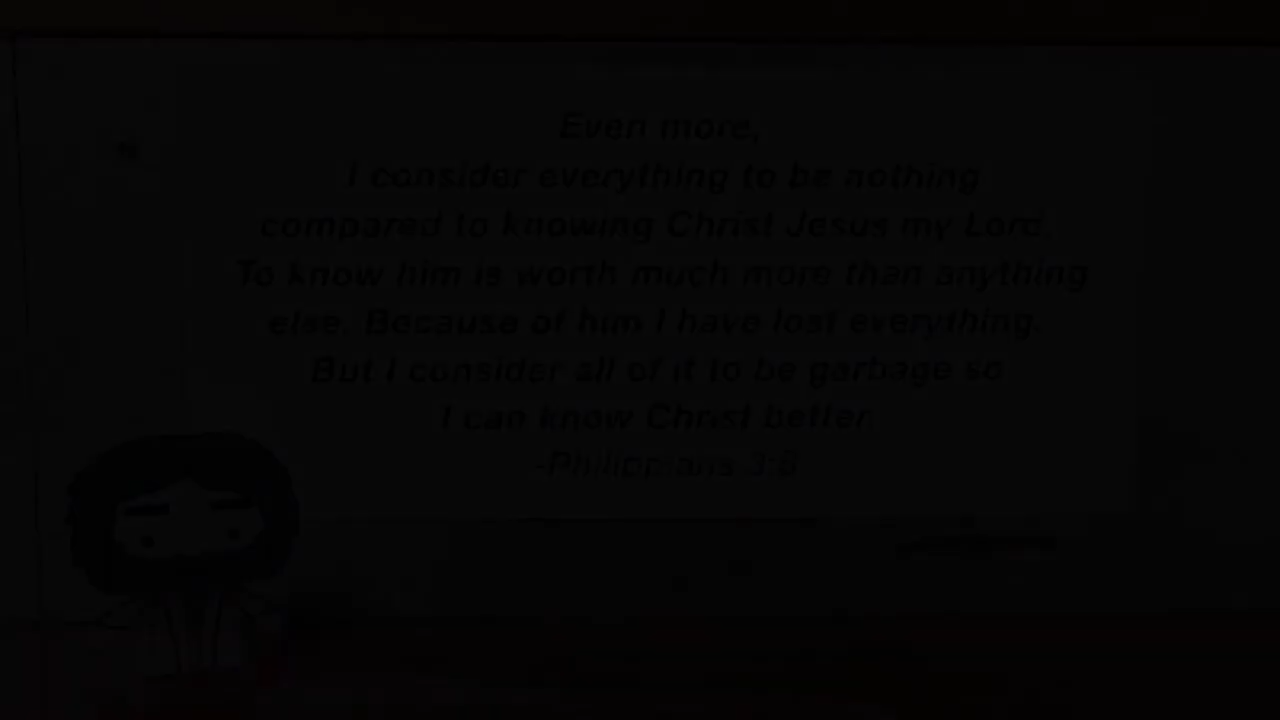 Even more,
I consider everything to be nothing
compared to knowing Christ Jesus my Lord.
To know him is worth much more than anything
else. Because of him I have lost everything.
But I consider all of it to be garbage so
I can know Christ better.
-Philippians 3:8